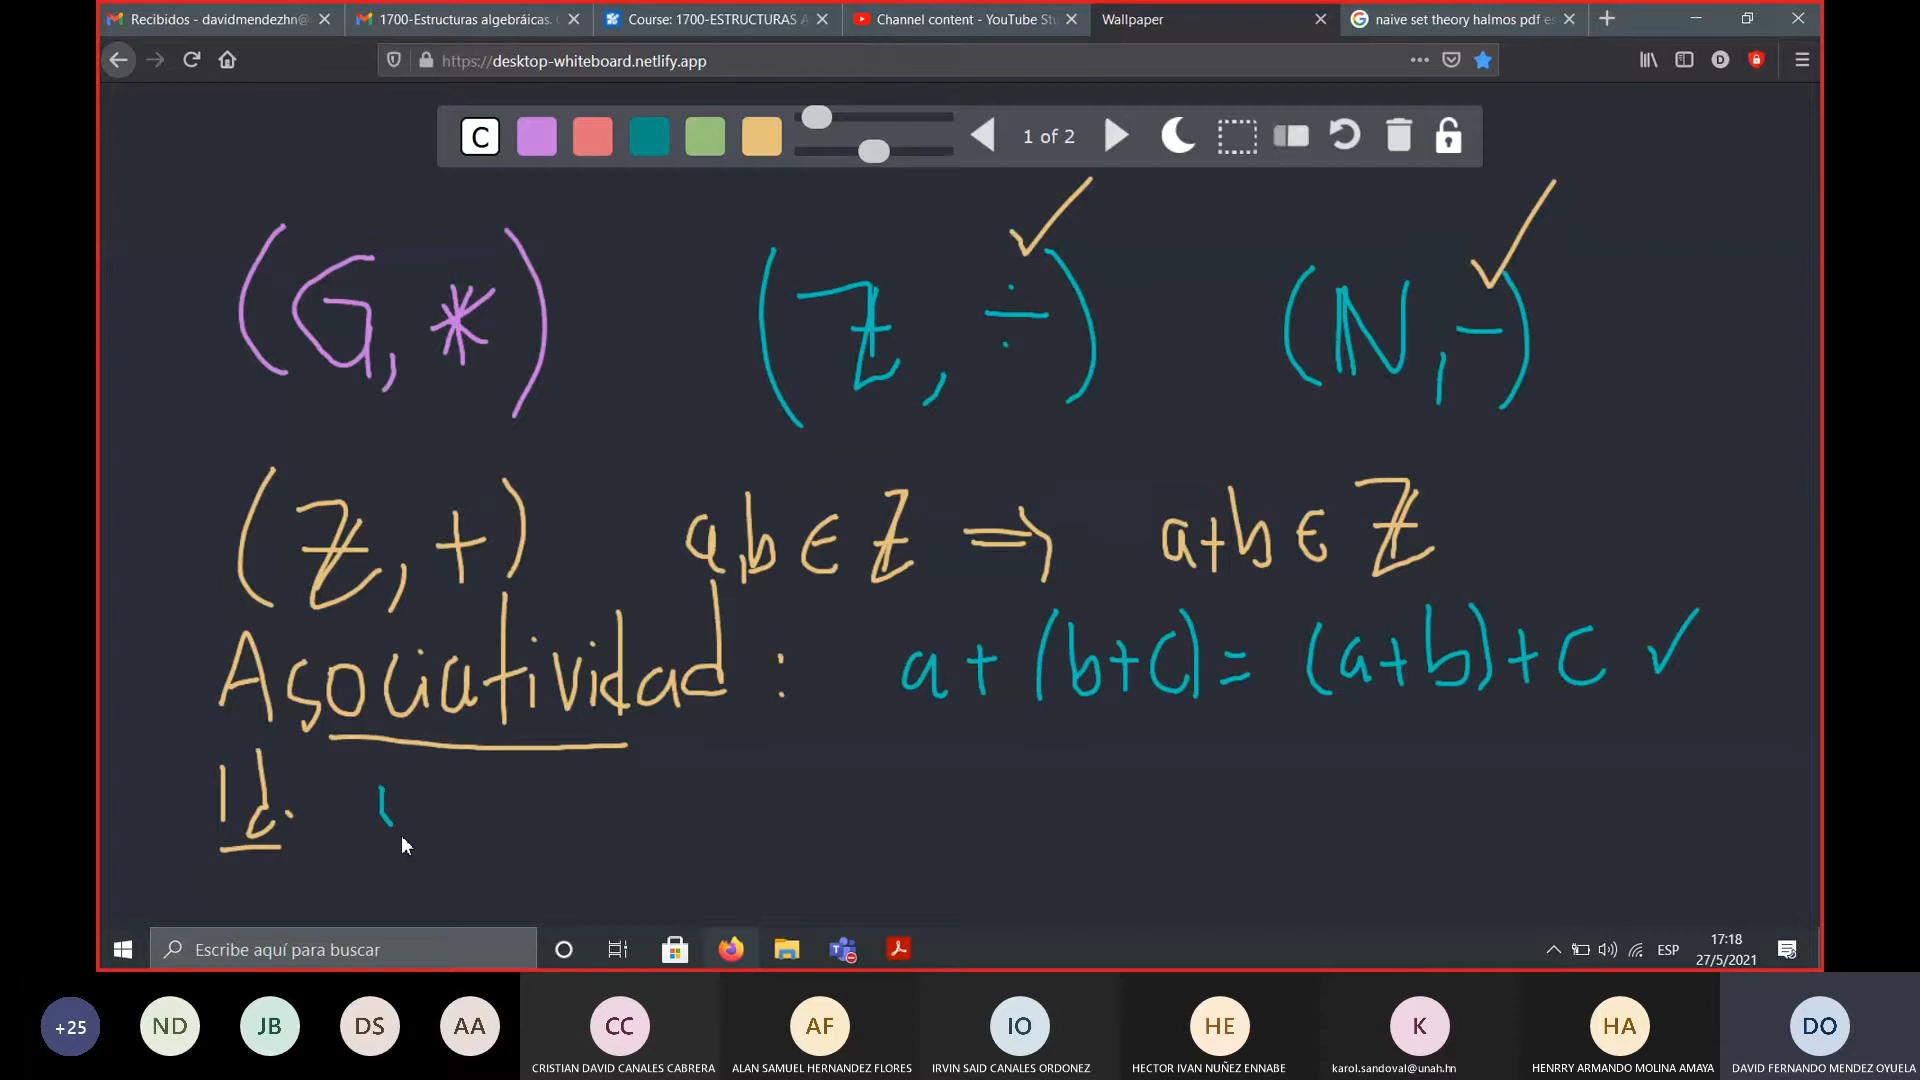 Recibidos - davidmendezhn@
1700-Estructuras algebráicas.
Course: 1700-ESTRUCTURAS A
Channel content - YouTube Stu
Wallpaper
naive set theory halmos pdf es
https://desktop-whiteboard.netlify.app
C
1 of 2
(G, *) (ℤ, ÷) ✓ (ℕ, -) ✓
(ℤ, +) a,b ∈ ℤ ⇒ a+b ∈ ℤ
Asociatividad : a + (b+c) = (a+b)+c ✓
Id.
Escribe aquí para buscar
ESP
17:18
27/5/2021
+25 ND JB DS AA CC AF IO HE K HA DO
CRISTIAN DAVID CANALES CABRERA
ALAN SAMUEL HERNANDEZ FLORES
IRVIN SAID CANALES ORDONEZ
HECTOR IVAN NUÑEZ ENNABE
karol.sandoval@unah.hn
HENRRY ARMANDO MOLINA AMAYA
DAVID FERNANDO MENDEZ OYUELA